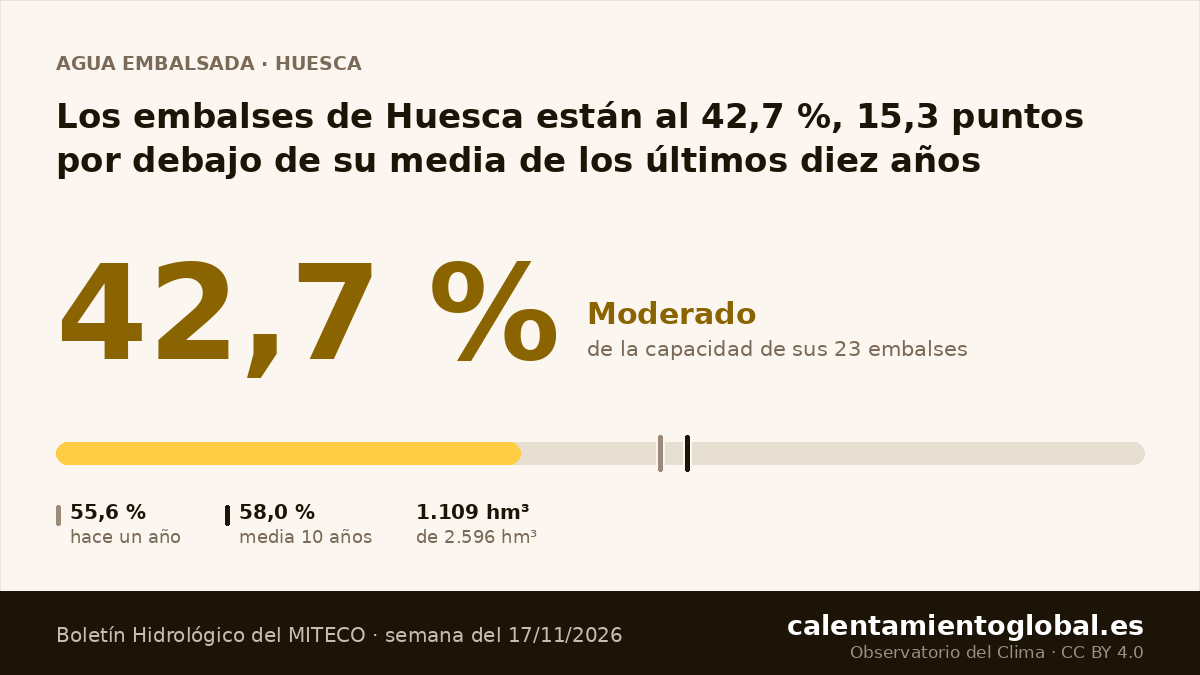 AGUA EMBALSADA · HUESCA
Los embalses de Huesca están al 42,7 %, 15,3 puntos
por debajo de su media de los últimos diez años
42,7 %
Moderado
de la capacidad de sus 23 embalses
55,6 %
hace un año
58,0 %
media 10 años
1.109 hm³
de 2.596 hm³
Boletín Hidrológico del MITECO · semana del 17/11/2026
calentamientoglobal.es
Observatorio del Clima · CC BY 4.0